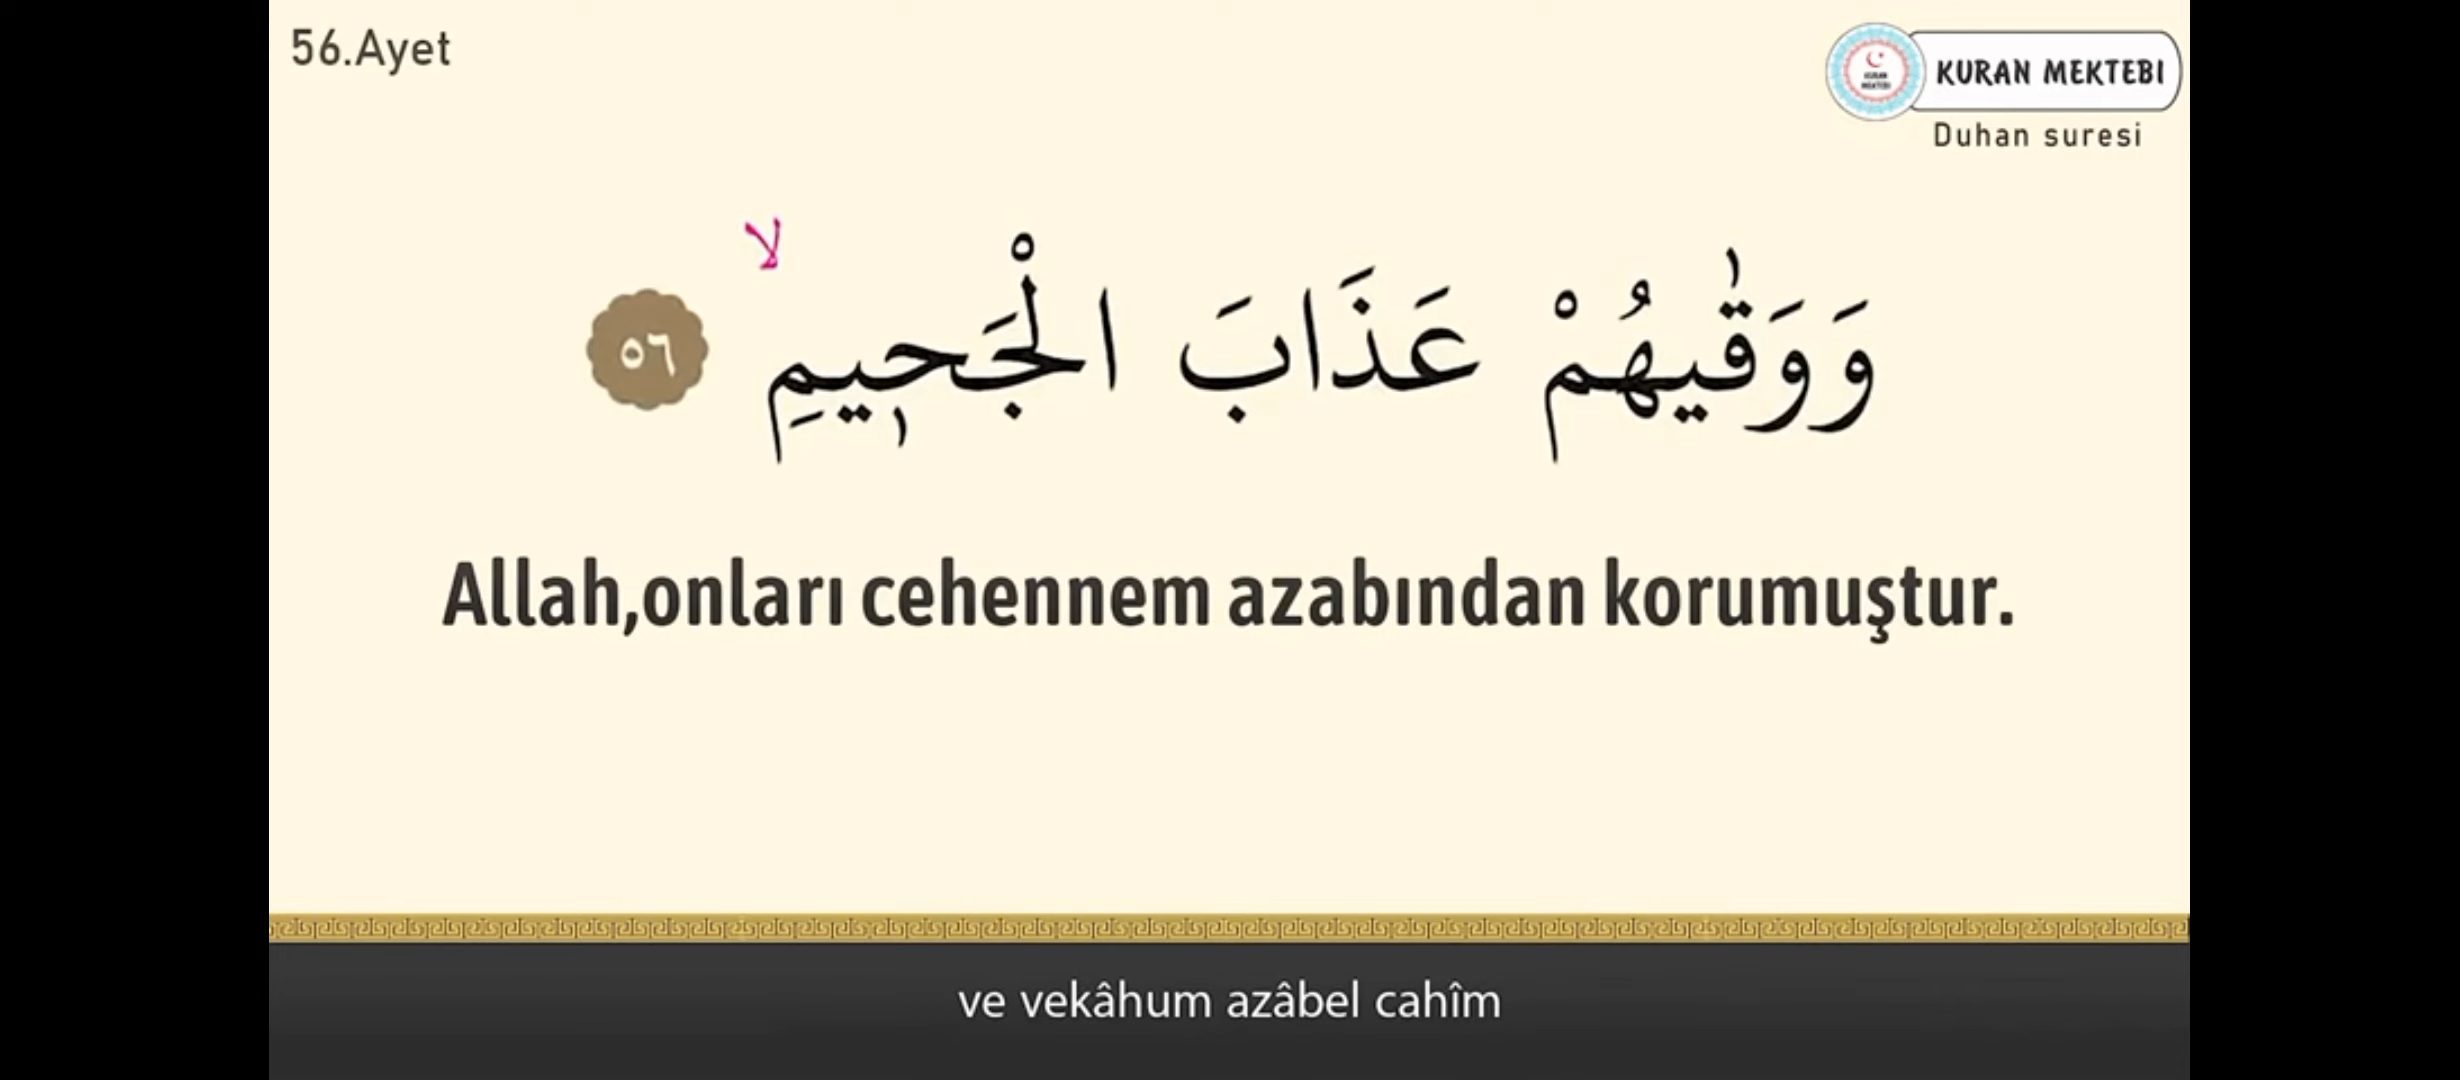 56.Ayet
KURAN MEKTEBI
Duhan suresi
وَوَقٰيهُمْ عَذَابَ الْجَحٖيمِ ۙ ٥٦
Allah,onları cehennem azabından korumuştur.
ve vekâhum azâbel cahîm